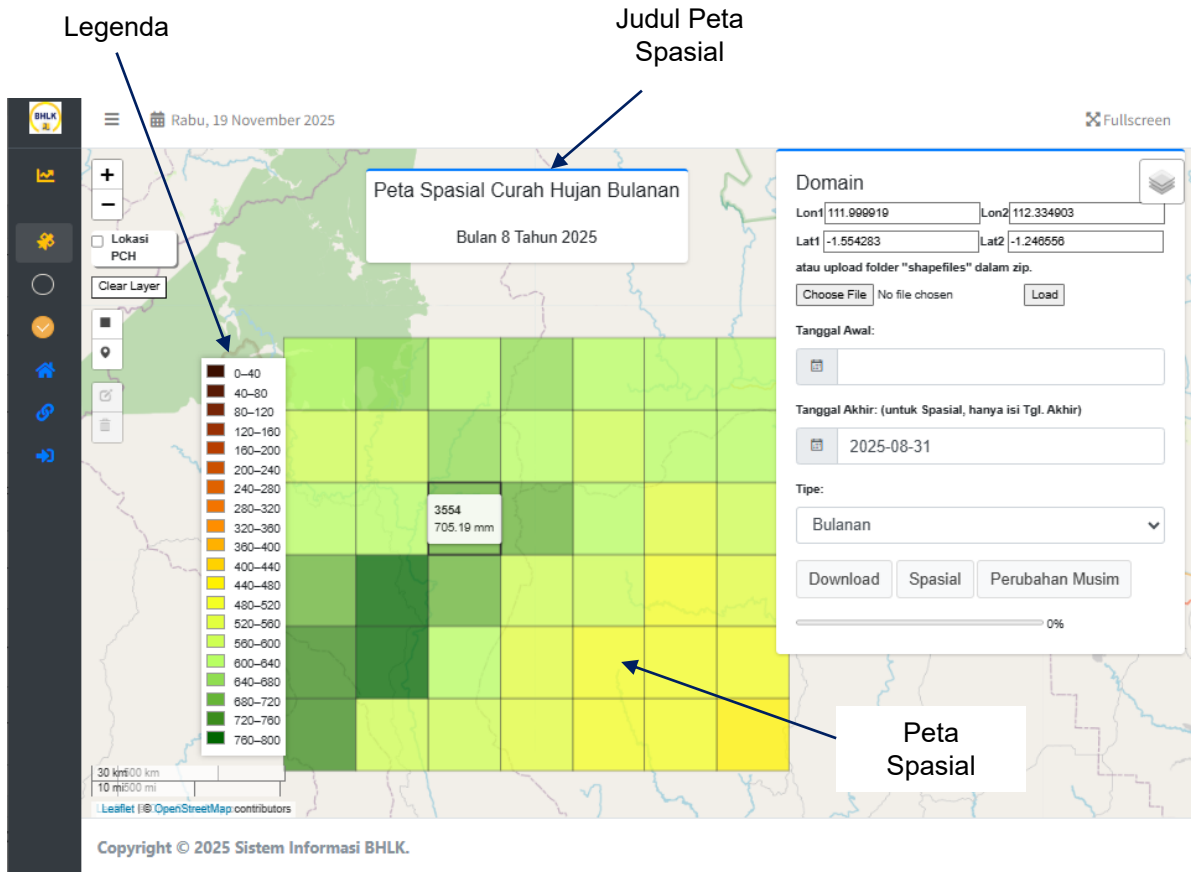 Legenda
Judul Peta
Spasial
BHLK
Rabu, 19 November 2025
Fullscreen
+
−
Lokasi
PCH
Clear Layer
Peta Spasial Curah Hujan Bulanan
Bulan 8 Tahun 2025
Domain
Lon1 111.999919 Lon2 112.334903
Lat1 -1.554283 Lat2 -1.246556
atau upload folder "shapefiles" dalam zip.
Choose File No file chosen Load
Tanggal Awal:
Tanggal Akhir: (untuk Spasial, hanya isi Tgl. Akhir)
2025-08-31
Tipe:
Bulanan
Download Spasial Perubahan Musim
0%
0–40
40–80
80–120
120–160
160–200
200–240
240–280
280–320
320–360
360–400
400–440
440–480
480–520
520–560
560–600
600–640
640–680
680–720
720–760
760–800
3554
705.19 mm
Peta
Spasial
30 km
10 mi
Leaflet | © OpenStreetMap contributors
Copyright © 2025 Sistem Informasi BHLK.